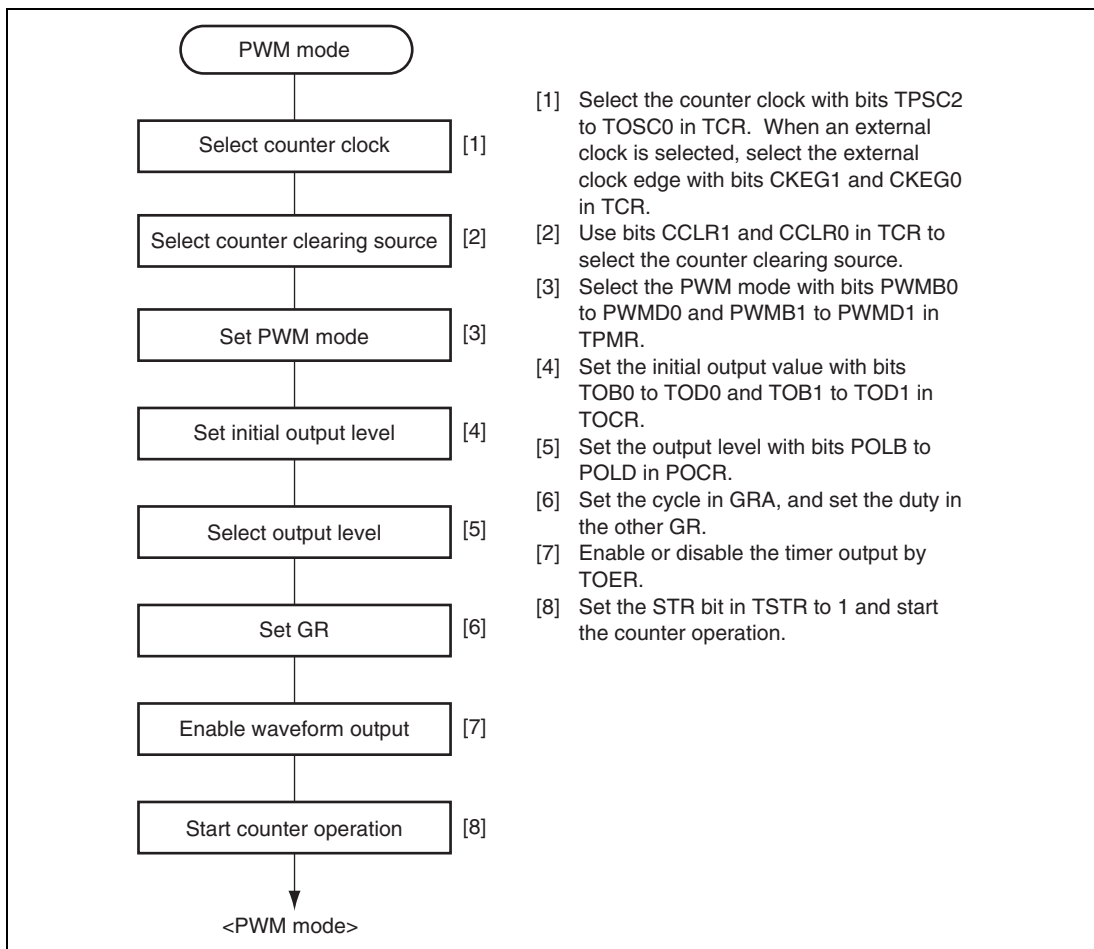 PWM mode
Select counter clock [1]
Select counter clearing source [2]
Set PWM mode [3]
Set initial output level [4]
Select output level [5]
Set GR [6]
Enable waveform output [7]
Start counter operation [8]
<PWM mode>
[1] Select the counter clock with bits TPSC2
to TOSC0 in TCR. When an external
clock is selected, select the external
clock edge with bits CKEG1 and CKEG0
in TCR.
[2] Use bits CCLR1 and CCLR0 in TCR to
select the counter clearing source.
[3] Select the PWM mode with bits PWMB0
to PWMD0 and PWMB1 to PWMD1 in
TPMR.
[4] Set the initial output value with bits
TOB0 to TOD0 and TOB1 to TOD1 in
TOCR.
[5] Set the output level with bits POLB to
POLD in POCR.
[6] Set the cycle in GRA, and set the duty in
the other GR.
[7] Enable or disable the timer output by
TOER.
[8] Set the STR bit in TSTR to 1 and start
the counter operation.